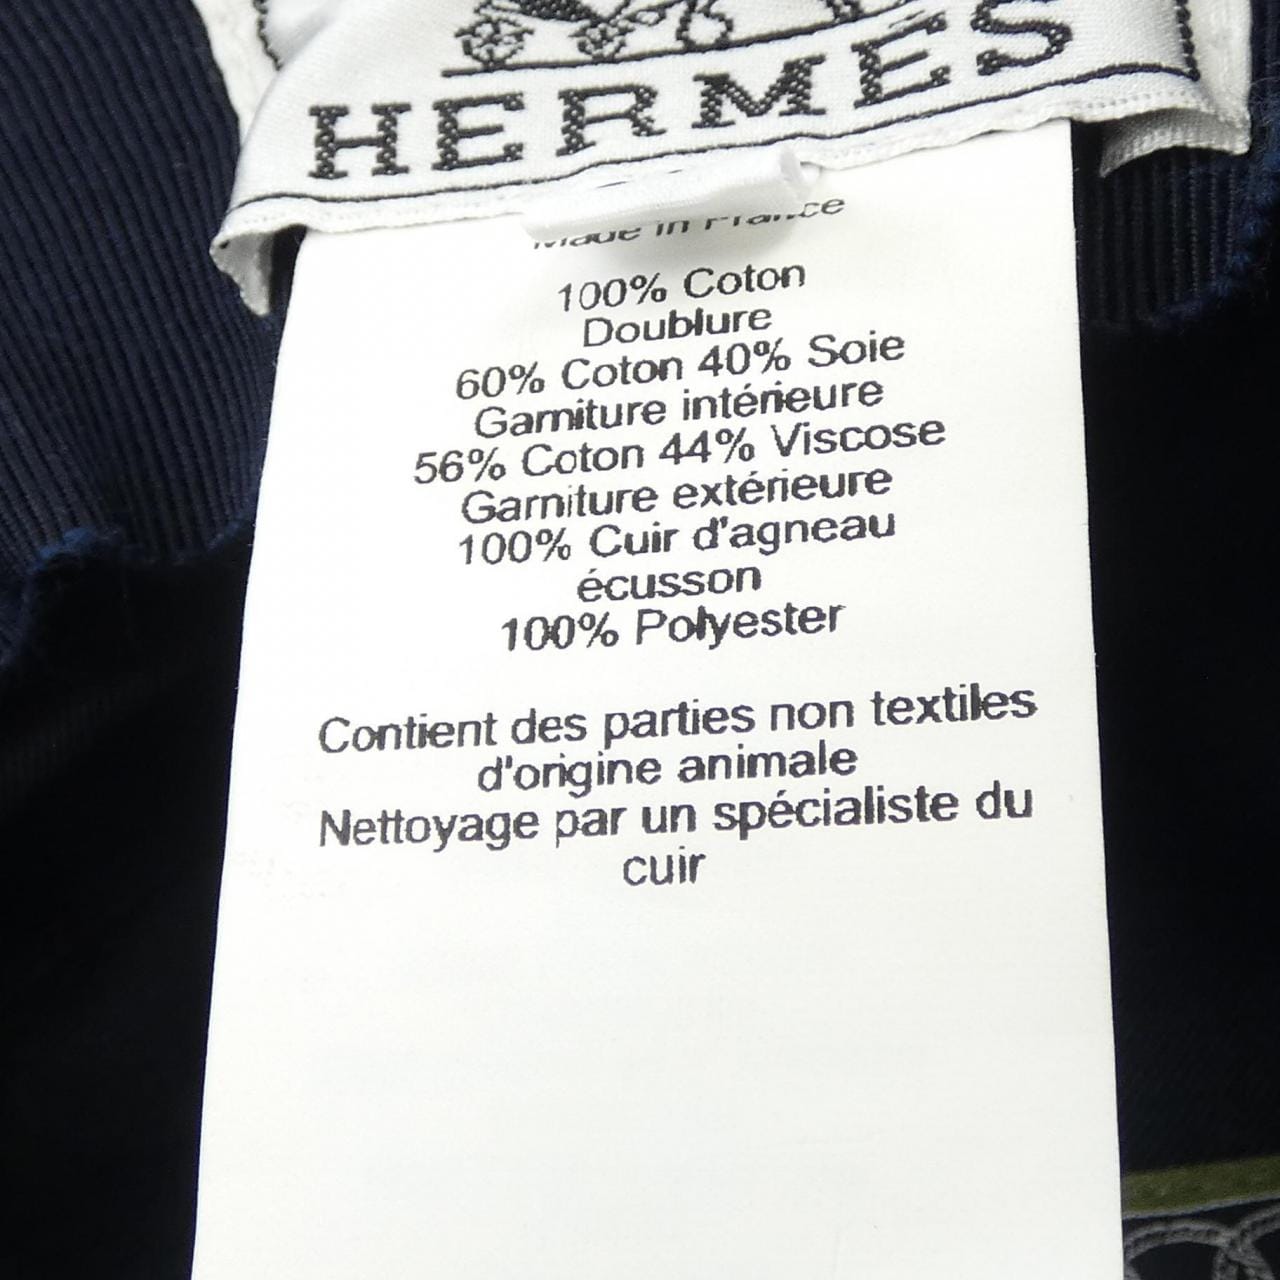 HERMÈS
Made in France
100% Coton
Doublure
60% Coton 40% Soie
Garniture intérieure
56% Coton 44% Viscose
Garniture extérieure
100% Cuir d'agneau
écusson
100% Polyester
Contient des parties non textiles
d'origine animale
Nettoyage par un spécialiste du
cuir